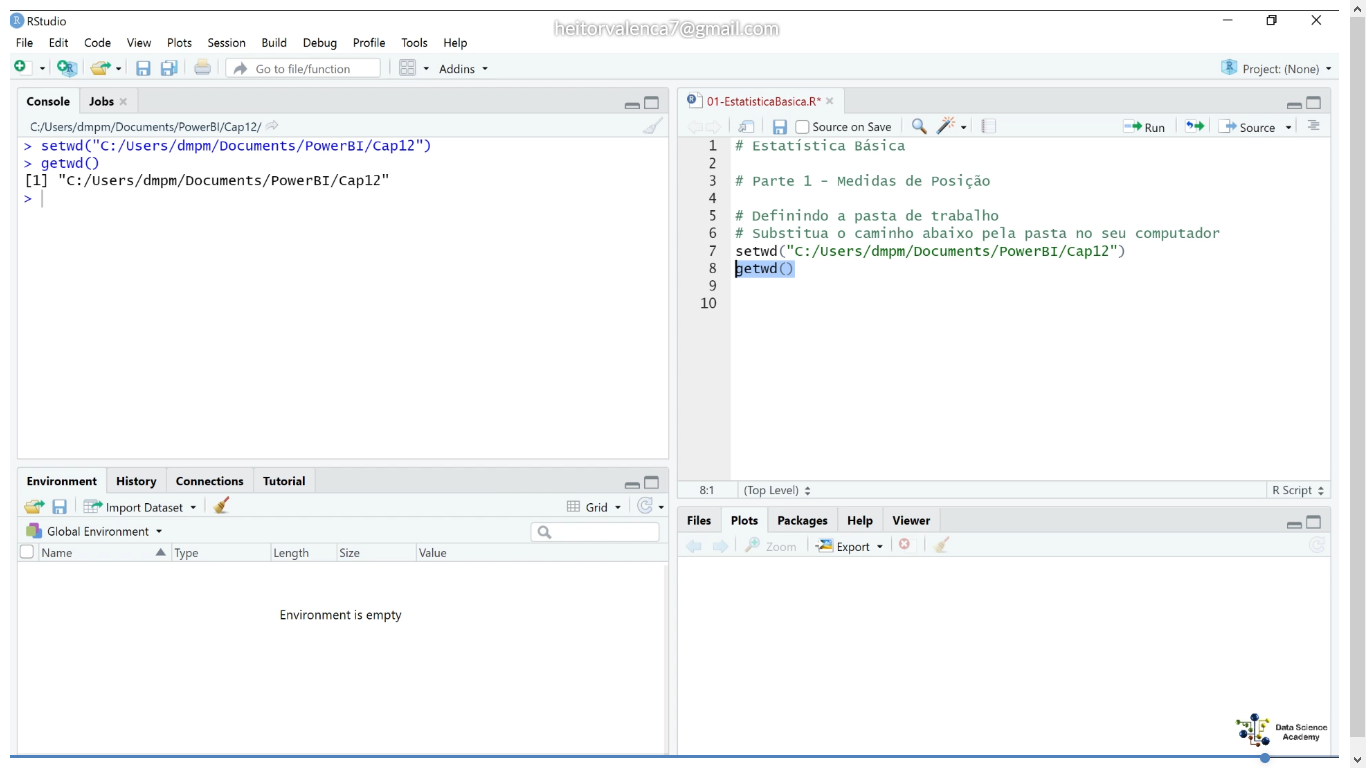 RStudio
heitorvalenca7@gmail.com
File Edit Code View Plots Session Build Debug Profile Tools Help
Go to file/function
Addins
Project: (None)
Console Jobs
C:/Users/dmpm/Documents/PowerBI/Cap12/
> setwd("C:/Users/dmpm/Documents/PowerBI/Cap12")
> getwd()
[1] "C:/Users/dmpm/Documents/PowerBI/Cap12"
>
01-EstatisticaBasica.R*
Source on Save
Run
Source
1 # Estatística Básica
2
3 # Parte 1 - Medidas de Posição
4
5 # Definindo a pasta de trabalho
6 # Substitua o caminho abaixo pela pasta no seu computador
7 setwd("C:/Users/dmpm/Documents/PowerBI/Cap12")
8 getwd()
9
10
8:1 (Top Level) R Script
Environment History Connections Tutorial
Import Dataset
Grid
Global Environment
Name Type Length Size Value
Environment is empty
Files Plots Packages Help Viewer
Zoom Export
Data Science
Academy